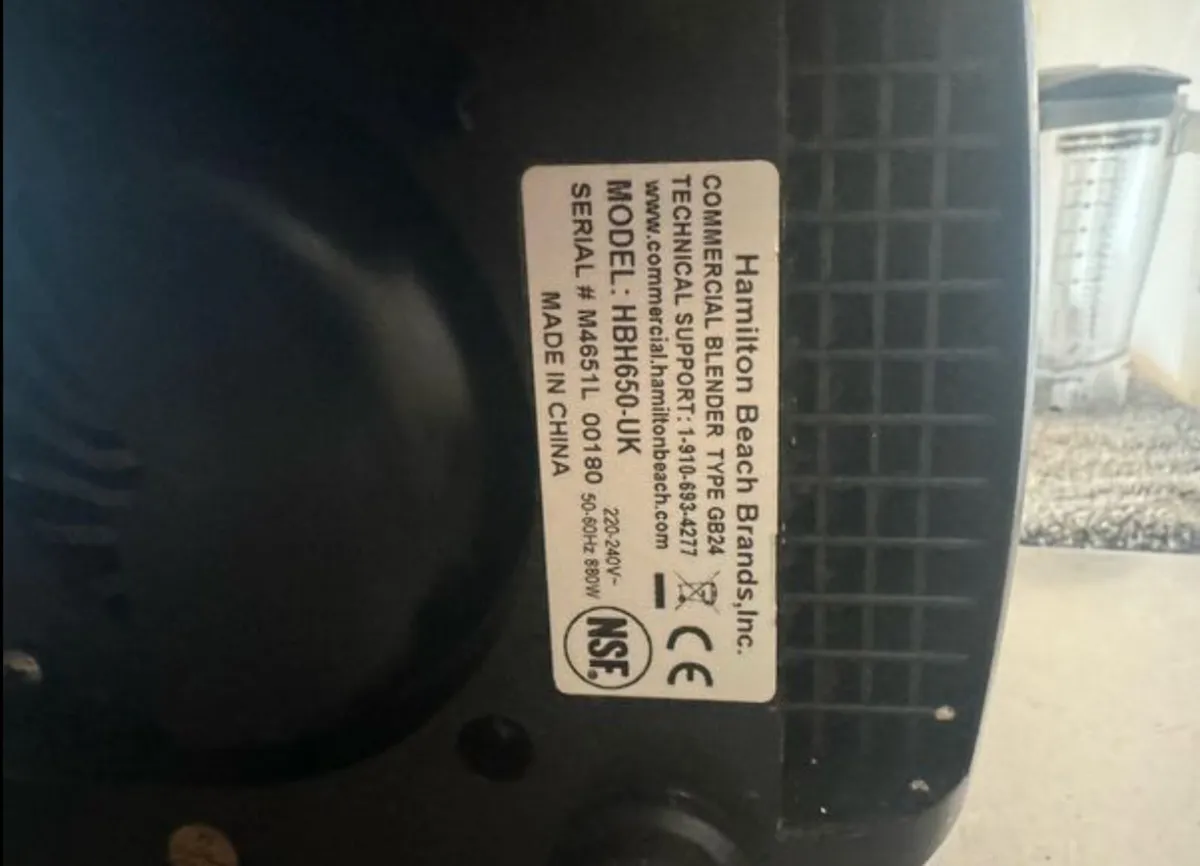 Hamilton Beach Brands,Inc.
COMMERCIAL BLENDER TYPE GB24
TECHNICAL SUPPORT: 1-910-693-4277
www.commercial.hamiltonbeach.com
CE
MODEL: HBH650-UK
220-240V~
SERIAL # M4651L 00180
50-60Hz 880W
NSF®
MADE IN CHINA